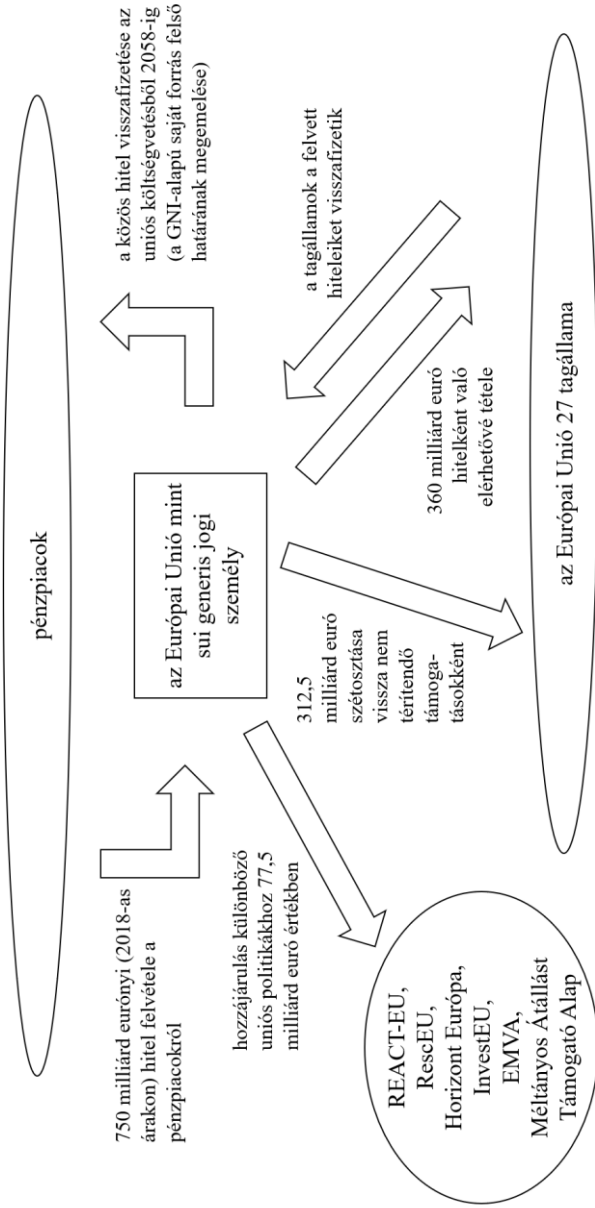 pénzpiacok
750 milliárd eurónyi (2018-as
árakon) hitel felvétele a
pénzpiacokról
az Európai Unió mint
sui generis jogi
személy
a közös hitel visszafizetése az
uniós költségvetésből 2058-ig
(a GNI-alapú saját forrás felső
határának megemelése)
hozzájárulás különböző
uniós politikákhoz 77,5
milliárd euró értékben
312,5
milliárd euró
szétosztása
vissza nem
térítendő
támoga-
tásokként
360 milliárd euró
hitelként való
elérhetővé tétele
a tagállamok a felvett
hiteleiket visszafizetik
REACT-EU,
RescEU,
Horizont Európa,
InvestEU,
EMVA,
Méltányos Átállást
Támogató Alap
az Európai Unió 27 tagállama